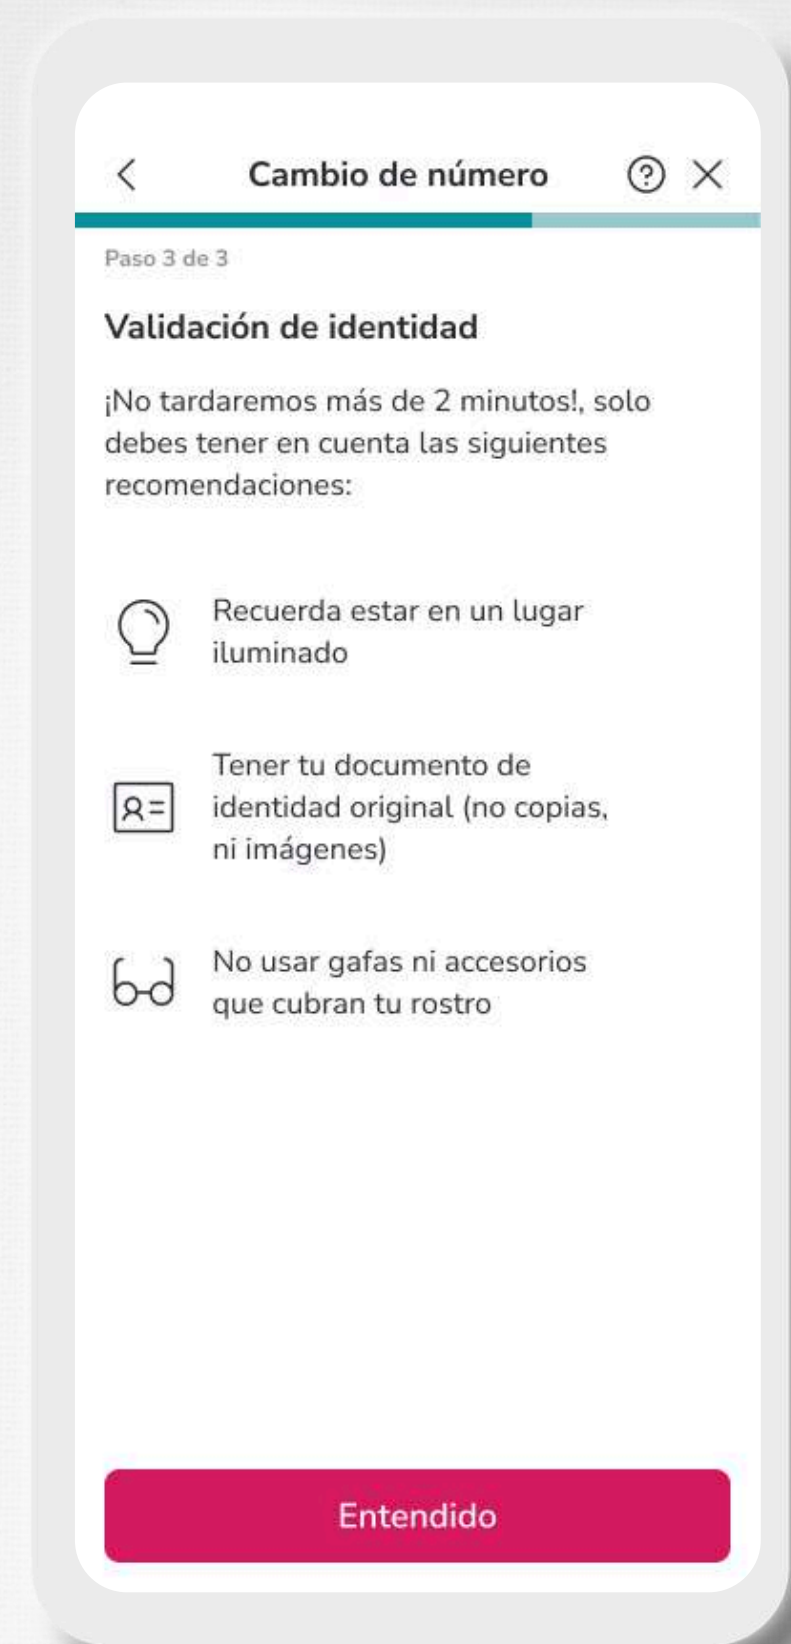 Cambio de número
Paso 3 de 3
Validación de identidad
¡No tardaremos más de 2 minutos!, solo
debes tener en cuenta las siguientes
recomendaciones:
Recuerda estar en un lugar
iluminado
Tener tu documento de
identidad original (no copias,
ni imágenes)
No usar gafas ni accesorios
que cubran tu rostro
Entendido